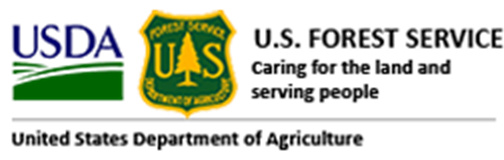 USDA
FOREST SERVICE
U S
DEPARTMENT OF AGRICULTURE
U.S. FOREST SERVICE
Caring for the land and
serving people
United States Department of Agriculture